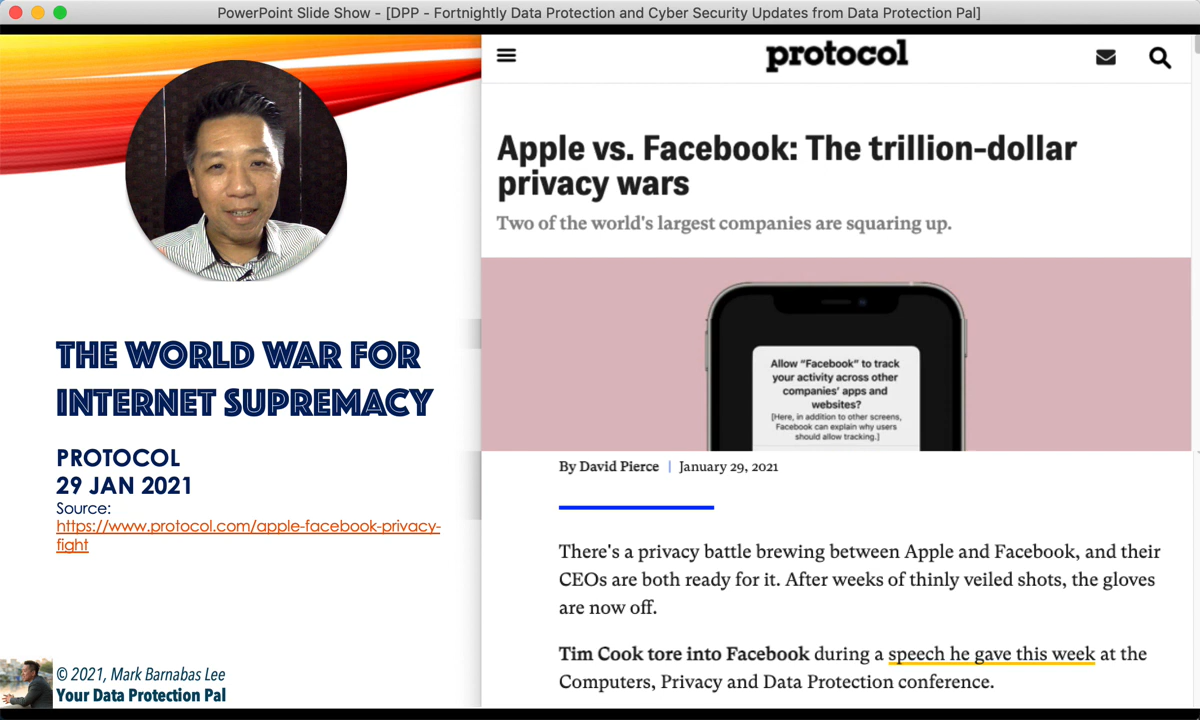 PowerPoint Slide Show - [DPP - Fortnightly Data Protection and Cyber Security Updates from Data Protection Pal]
THE WORLD WAR FOR
INTERNET SUPREMACY
PROTOCOL
29 JAN 2021
Source:
https://www.protocol.com/apple-facebook-privacy-
fight
© 2021, Mark Barnabas Lee
Your Data Protection Pal
protocol
Apple vs. Facebook: The trillion-dollar
privacy wars
Two of the world's largest companies are squaring up.
Allow “Facebook” to track
your activity across other
companies’ apps and
websites?
[Here, in addition to other screens,
Facebook can explain why users
should allow tracking.]
By David Pierce | January 29, 2021
There's a privacy battle brewing between Apple and Facebook, and their
CEOs are both ready for it. After weeks of thinly veiled shots, the gloves
are now off.
Tim Cook tore into Facebook during a speech he gave this week at the
Computers, Privacy and Data Protection conference.